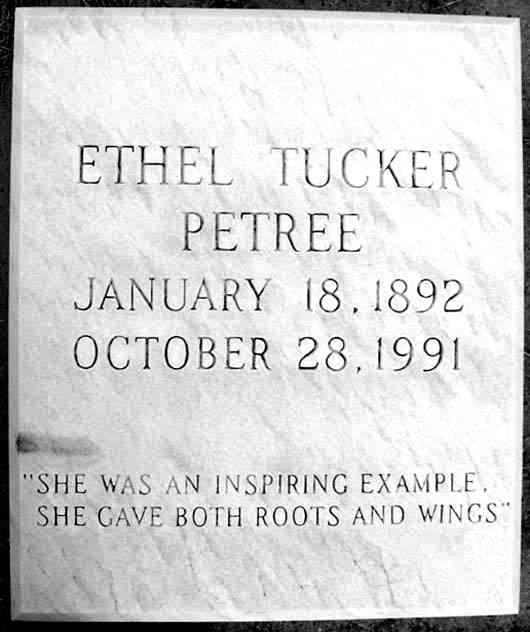 ETHEL TUCKER
PETREE
JANUARY 18, 1892
OCTOBER 28, 1991
"SHE WAS AN INSPIRING EXAMPLE.
SHE GAVE BOTH ROOTS AND WINGS"